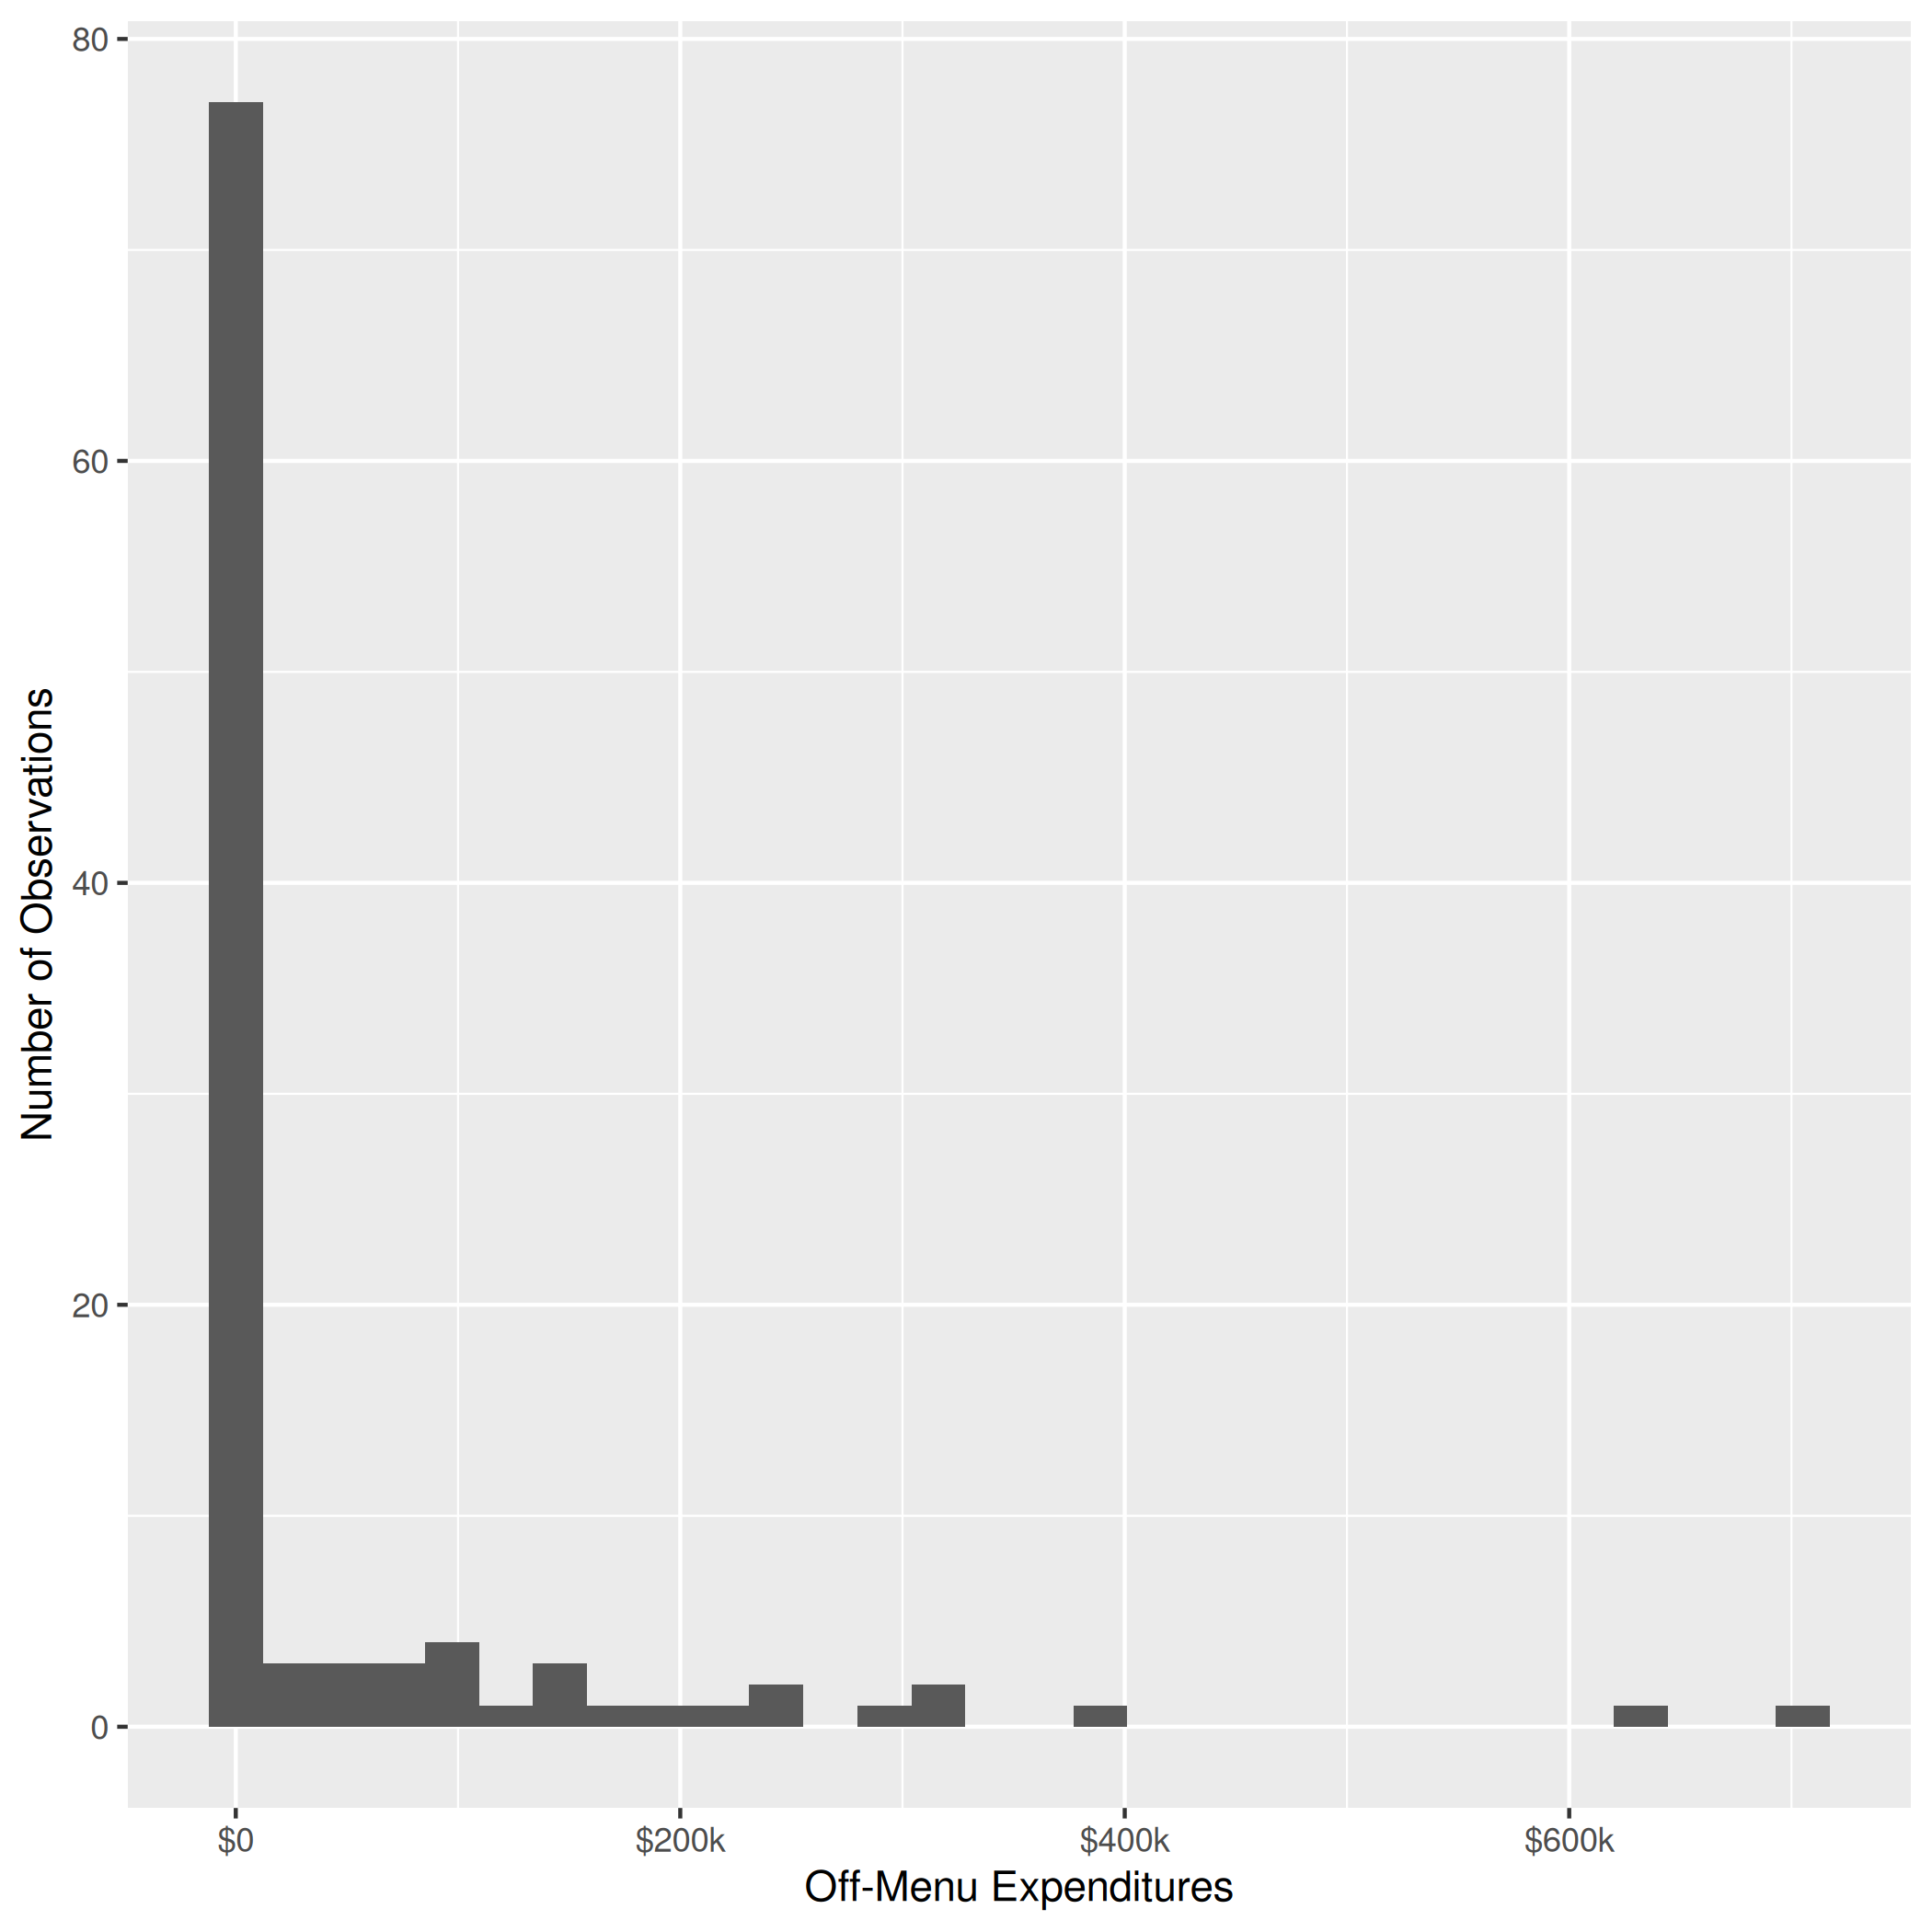 80
60
40
20
0
Number of Observations
$0
$200k
$400k
$600k
Off-Menu Expenditures